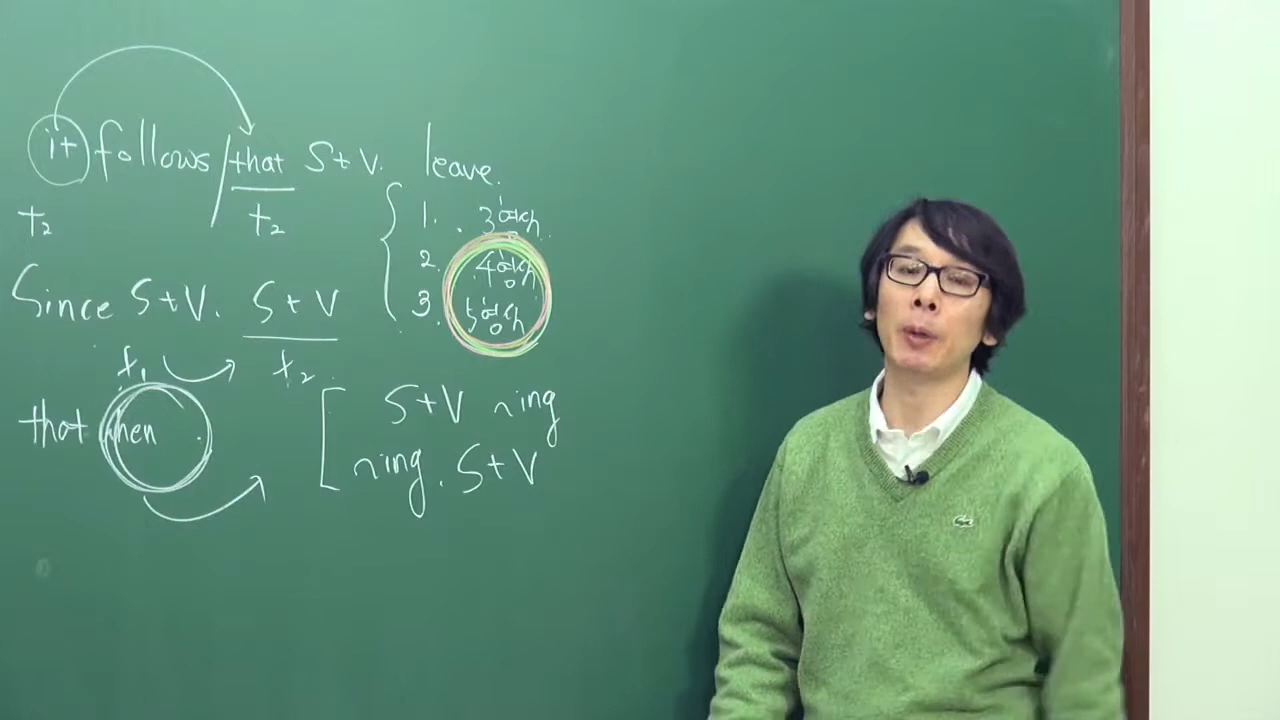 it follows / that S+V.
t₂ t₂
Since S+V. S+V
t₁ t₂
that when
leave.
1. 3형식
2. 4형식
3. 5형식
S+V ~ing
~ing. S+V